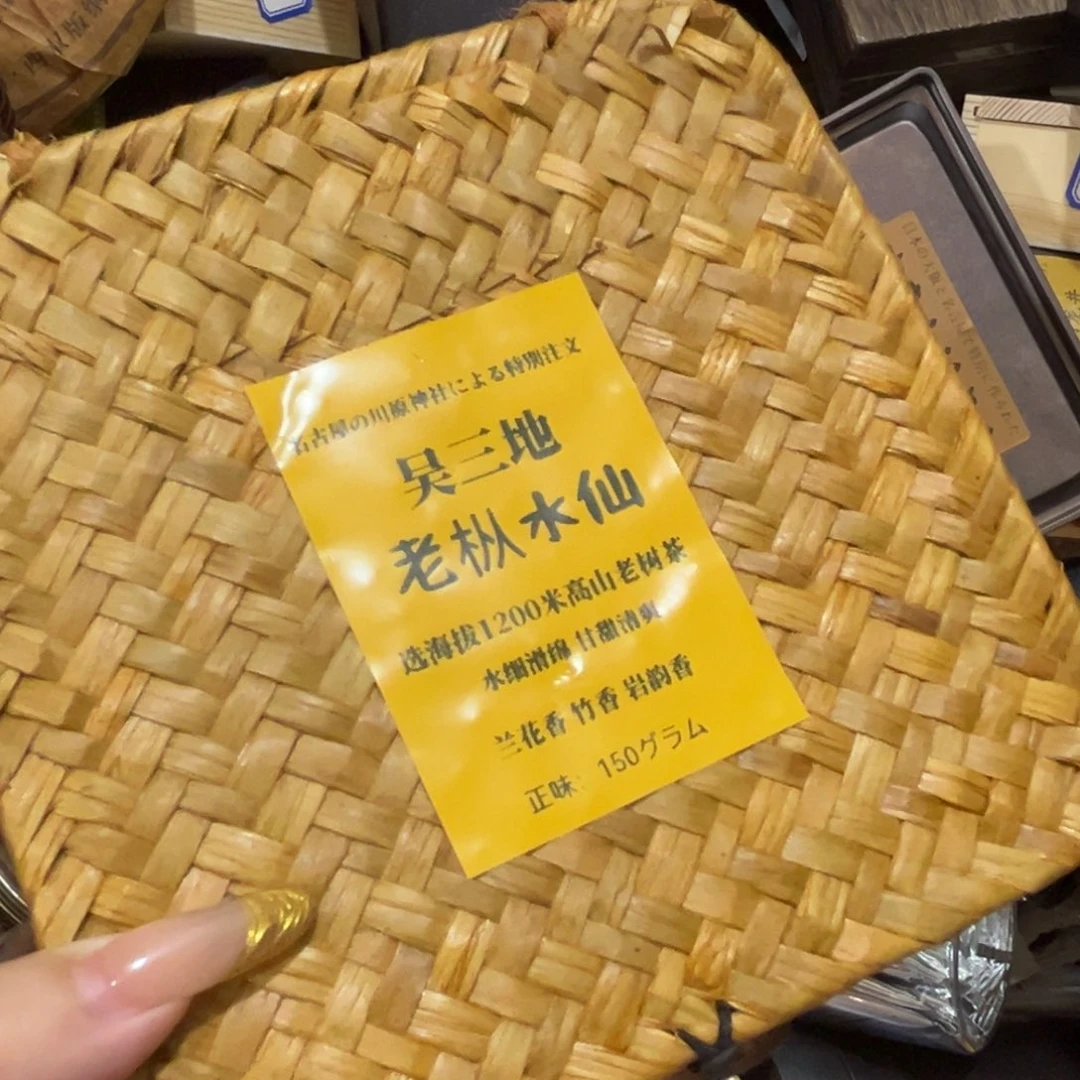 名古屋の川原神社による特別注文
吴三地
老枞水仙
选海拔1200米高山老树茶
水细滑绵 甘甜清爽
兰花香 竹香 岩韵香
正味: 150グラム